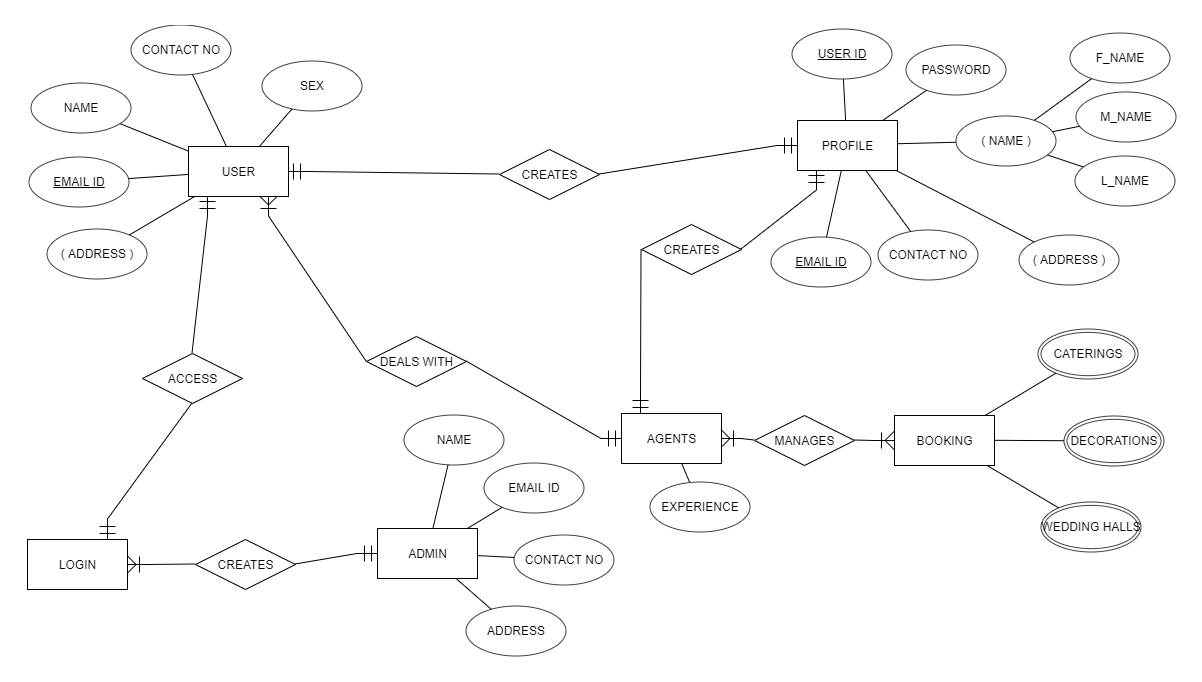 CONTACT NO
USER ID
F_NAME
PASSWORD
SEX
NAME
M_NAME
( NAME )
PROFILE
USER
CREATES
L_NAME
EMAIL ID
( ADDRESS )
CREATES
CONTACT NO
( ADDRESS )
EMAIL ID
CATERINGS
DEALS WITH
ACCESS
NAME
AGENTS
MANAGES
BOOKING
DECORATIONS
EMAIL ID
EXPERIENCE
WEDDING HALLS
ADMIN
CONTACT NO
LOGIN
CREATES
ADDRESS